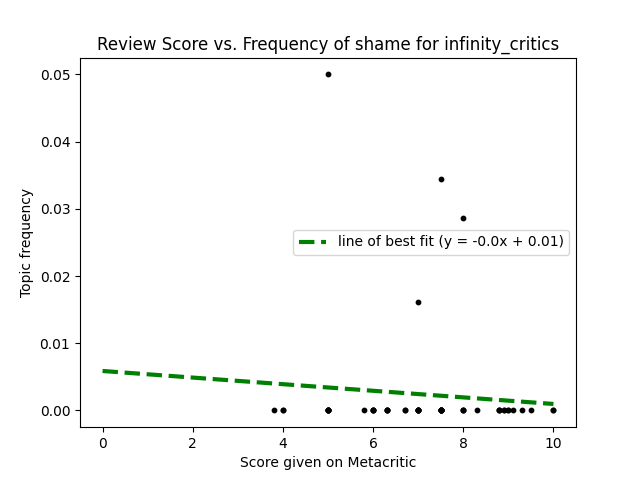 Review Score vs. Frequency of shame for infinity_critics
0.05
0.04
0.03
0.02
0.01
0.00
Topic frequency
line of best fit (y = -0.0x + 0.01)
0 2 4 6 8 10
Score given on Metacritic